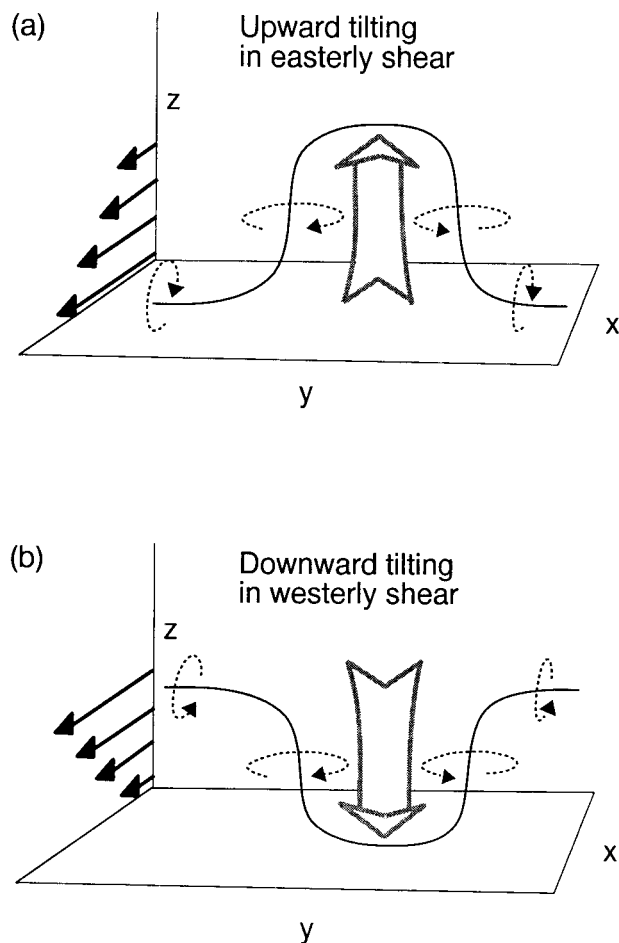 (a)
Upward tilting
in easterly shear
z
x
y
(b)
Downward tilting
in westerly shear
z
x
y